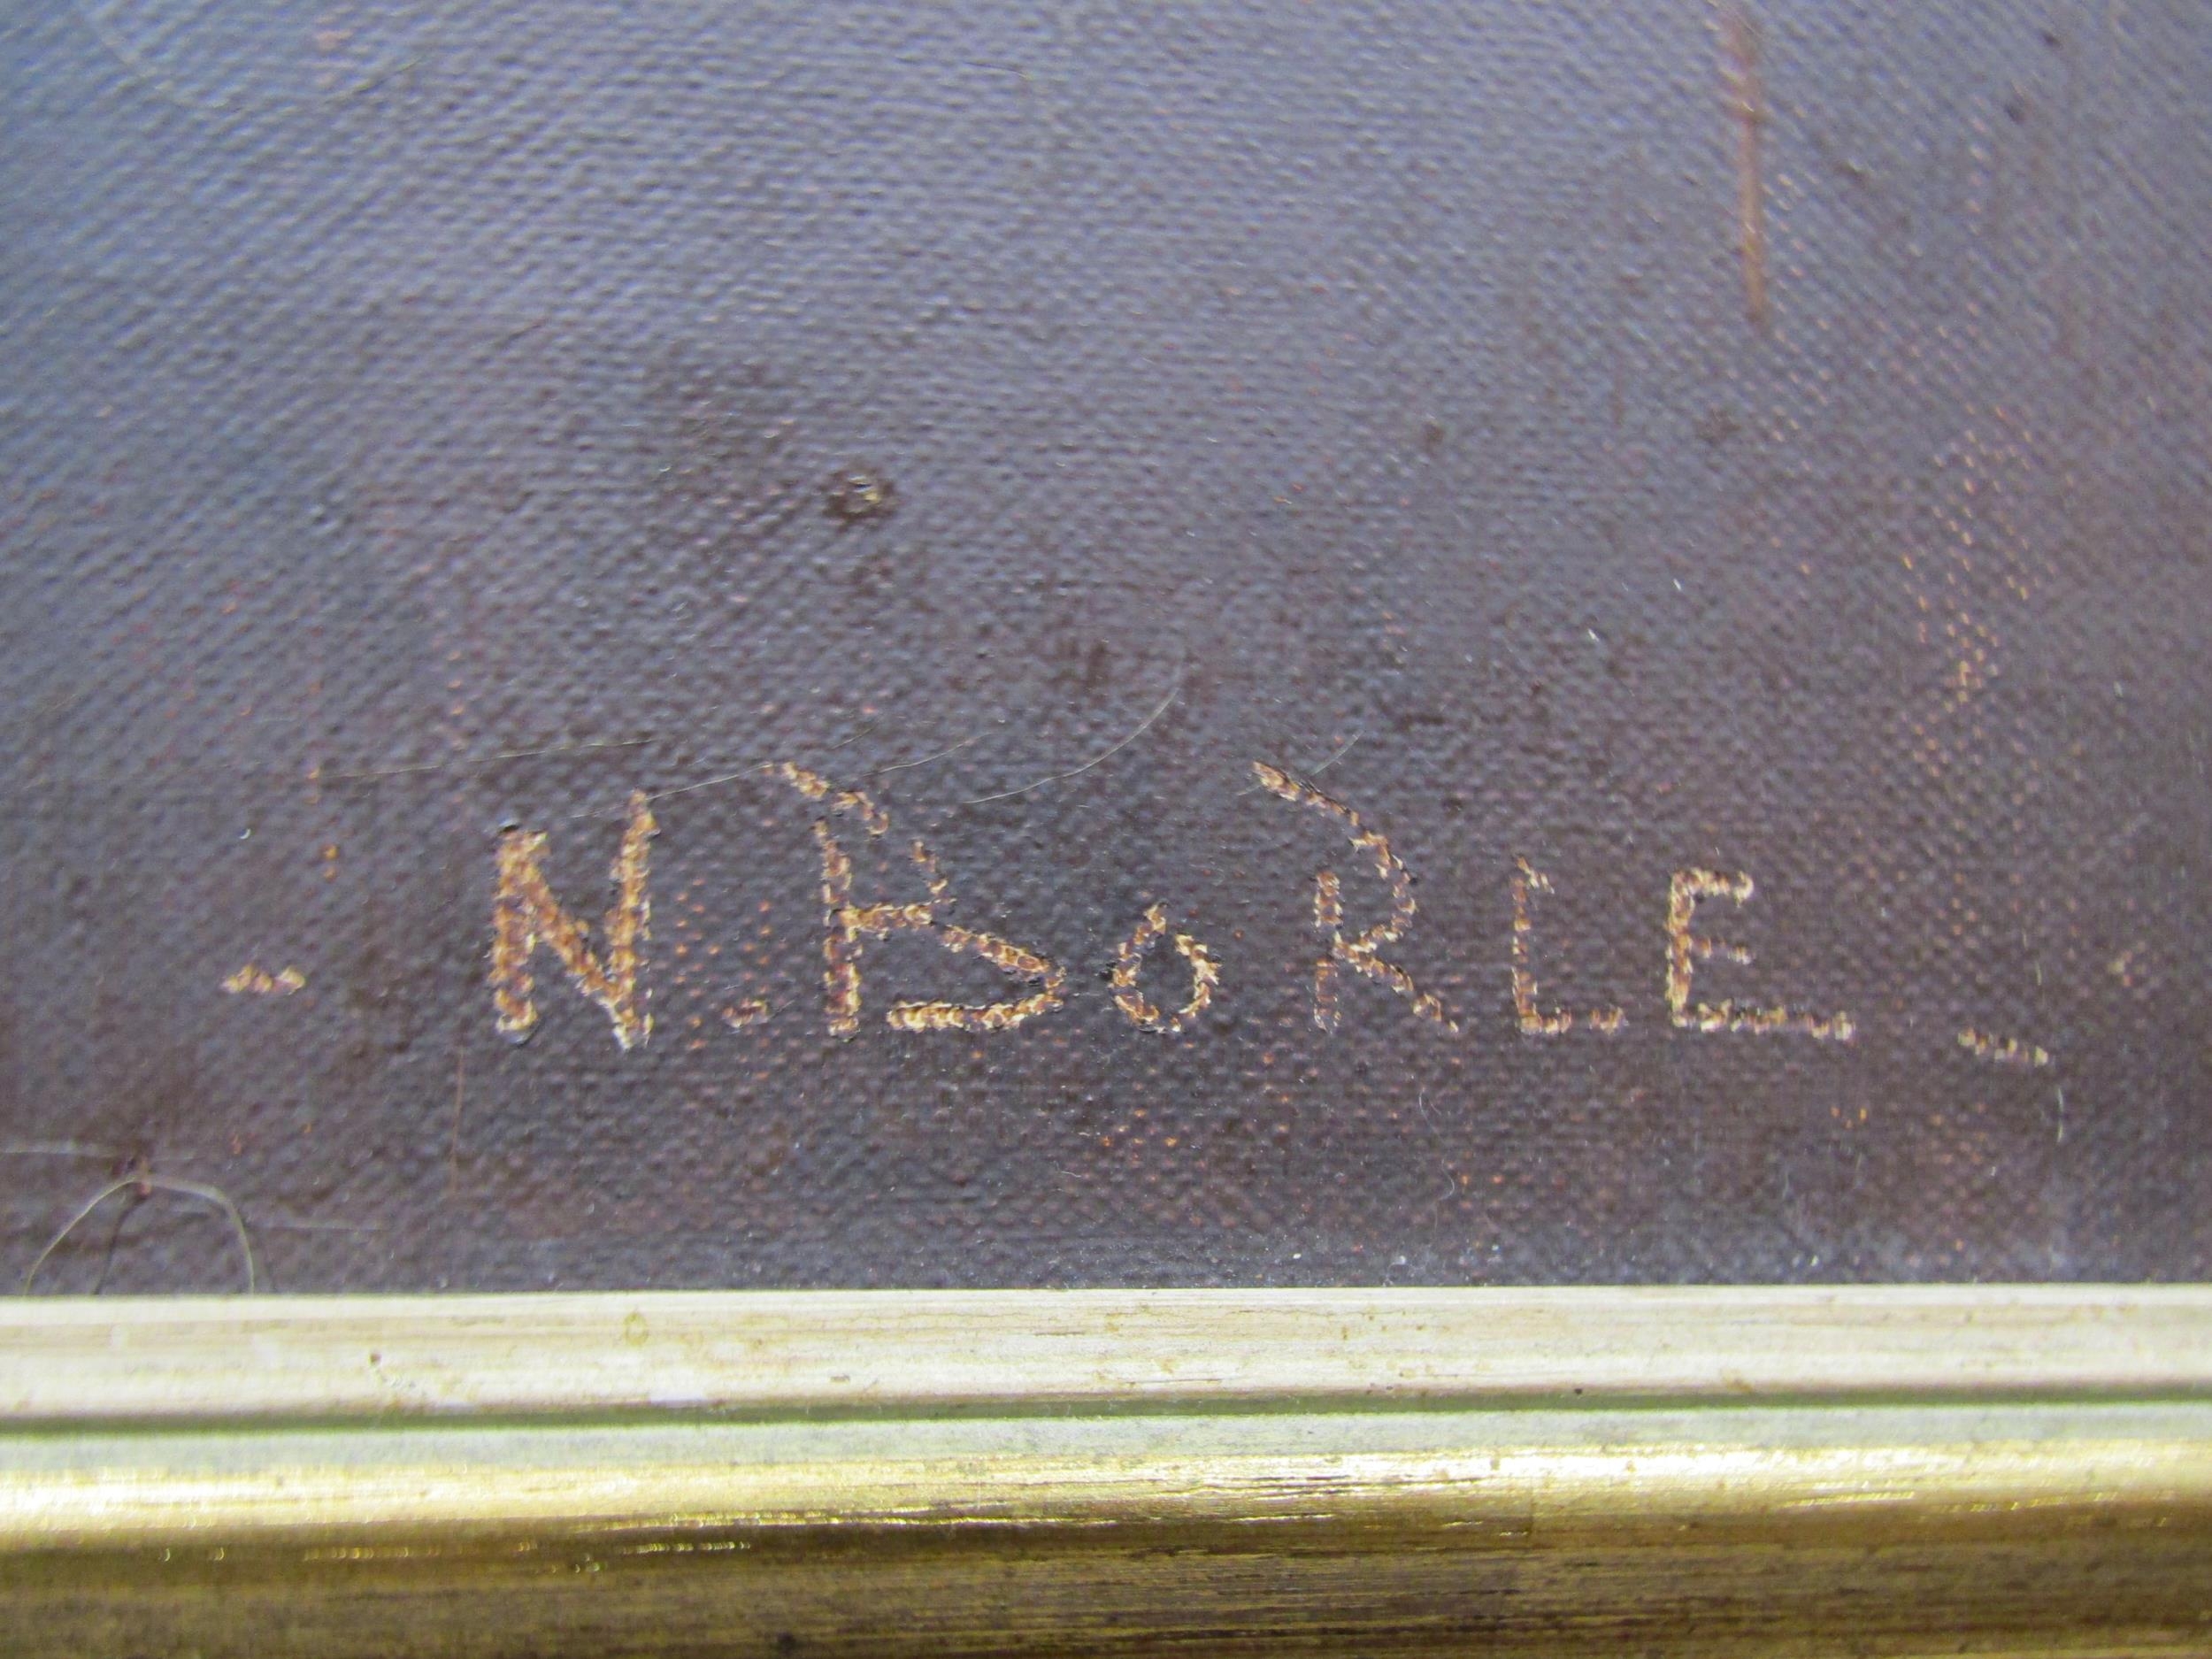 - N. BoRLE -